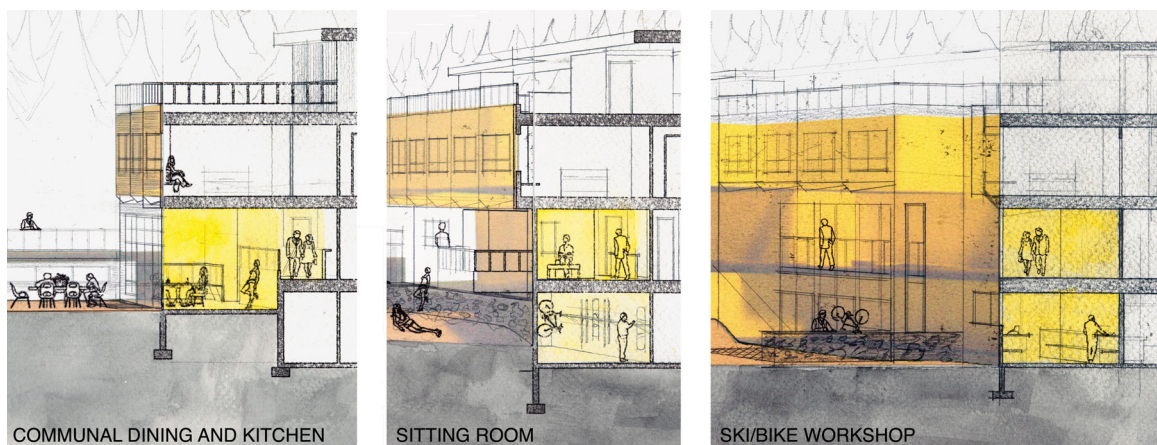 COMMUNAL DINING AND KITCHEN
SITTING ROOM
SKI/BIKE WORKSHOP